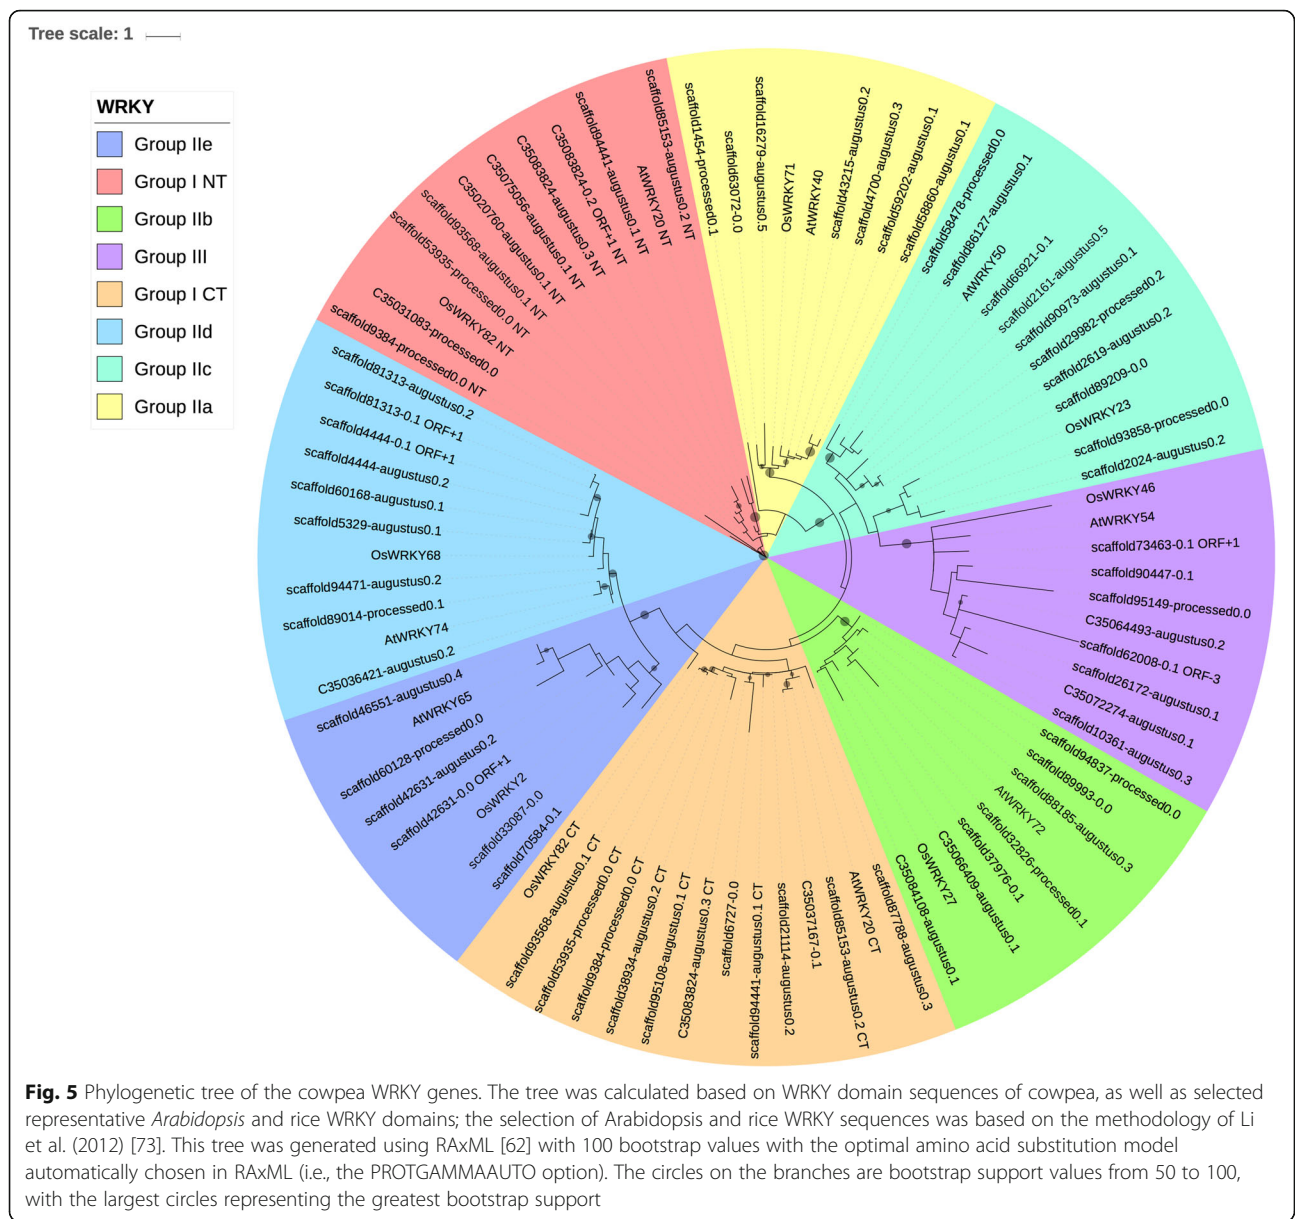 Tree scale: 1
WRKY
Group IIe
Group I NT
Group IIb
Group III
Group I CT
Group IId
Group IIc
Group IIa
scaffold1454-processed0.1
scaffold63072-0.0
scaffold16279-augustus0.5
OsWRKY71
AtWRKY40
scaffold43215-augustus0.2
scaffold4700-augustus0.3
scaffold59202-augustus0.1
scaffold58860-augustus0.1
scaffold58478-processed0.0
scaffold86127-augustus0.1
AtWRKY50
scaffold66921-0.1
scaffold2161-augustus0.5
scaffold90973-augustus0.1
scaffold29982-processed0.2
scaffold2619-augustus0.2
scaffold89209-0.0
OsWRKY23
scaffold93858-processed0.0
scaffold2024-augustus0.2
OsWRKY46
AtWRKY54
scaffold73463-0.1 ORF+1
scaffold90447-0.1
scaffold95149-processed0.0
C35064493-augustus0.2
scaffold62008-0.1 ORF-3
scaffold26172-augustus0.1
C35072274-augustus0.1
scaffold10361-augustus0.3
scaffold94837-processed0.0
scaffold89993-0.0
scaffold88185-augustus0.3
AtWRKY72
scaffold32826-processed0.1
scaffold37976-0.1
C35066409-augustus0.1
OsWRKY27
C35084108-augustus0.1
scaffold87788-augustus0.3
AtWRKY20 CT
scaffold85153-augustus0.2 CT
C35037167-0.1
scaffold21114-augustus0.2
scaffold94441-augustus0.1 CT
scaffold6727-0.0
C35083824-augustus0.3 CT
scaffold95108-augustus0.1 CT
scaffold38934-augustus0.2 CT
scaffold9384-processed0.0 CT
scaffold53935-processed0.0 CT
scaffold93568-augustus0.1 CT
OsWRKY82 CT
scaffold70584-0.1
scaffold33087-0.0
OsWRKY2
scaffold42631-0.0 ORF+1
scaffold42631-augustus0.2
scaffold60128-processed0.0
AtWRKY65
scaffold46551-augustus0.4
C35036421-augustus0.2
AtWRKY74
scaffold89014-processed0.1
scaffold94471-augustus0.2
OsWRKY68
scaffold5329-augustus0.1
scaffold60168-augustus0.1
scaffold4444-augustus0.2
scaffold4444-0.1 ORF+1
scaffold81313-0.1 ORF+1
scaffold81313-augustus0.2
scaffold9384-processed0.0 NT
C35031083-processed0.0
OsWRKY82 NT
scaffold53935-processed0.0 NT
scaffold93568-augustus0.1 NT
C35020760-augustus0.1 NT
C35075056-augustus0.1 NT
C35083824-augustus0.3 NT
C35083824-0.2 ORF+1 NT
scaffold94441-augustus0.1 NT
AtWRKY20 NT
scaffold85153-augustus0.2 NT
Fig. 5 Phylogenetic tree of the cowpea WRKY genes. The tree was calculated based on WRKY domain sequences of cowpea, as well as selected
representative Arabidopsis and rice WRKY domains; the selection of Arabidopsis and rice WRKY sequences was based on the methodology of Li
et al. (2012) [73]. This tree was generated using RAxML [62] with 100 bootstrap values with the optimal amino acid substitution model
automatically chosen in RAxML (i.e., the PROTGAMMAAUTO option). The circles on the branches are bootstrap support values from 50 to 100,
with the largest circles representing the greatest bootstrap support